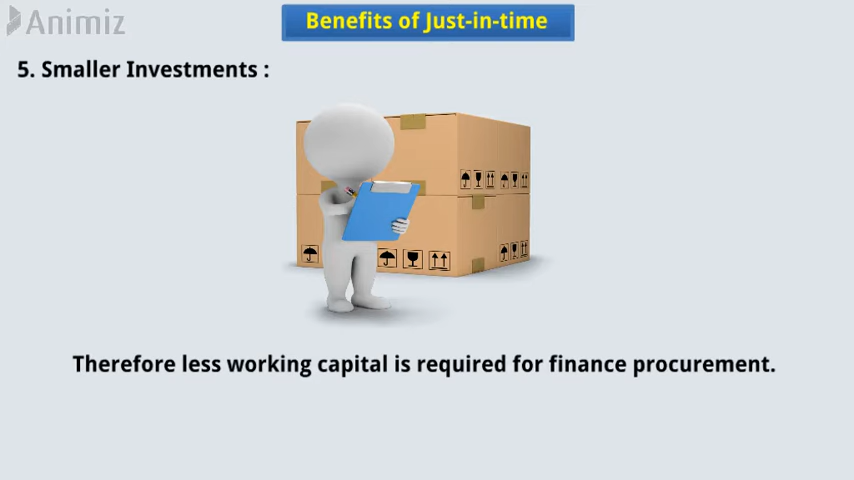 Animiz
Benefits of Just-in-time
5. Smaller Investments :
Therefore less working capital is required for finance procurement.